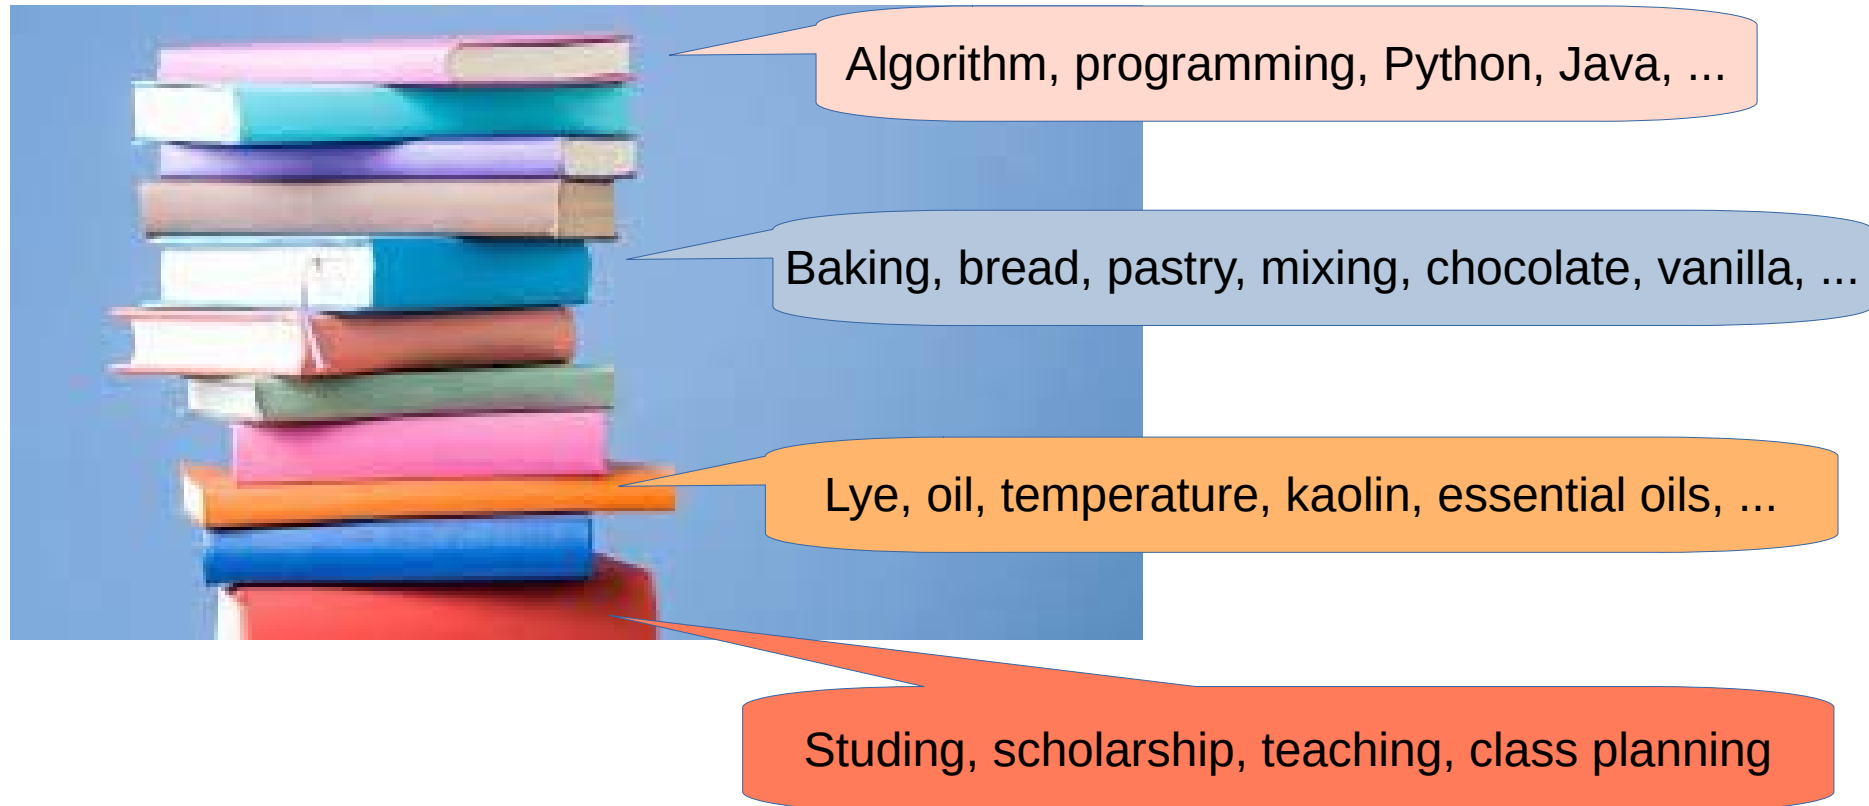 Algorithm, programming, Python, Java, ...
Baking, bread, pastry, mixing, chocolate, vanilla, ...
Lye, oil, temperature, kaolin, essential oils, ...
Studing, scholarship, teaching, class planning